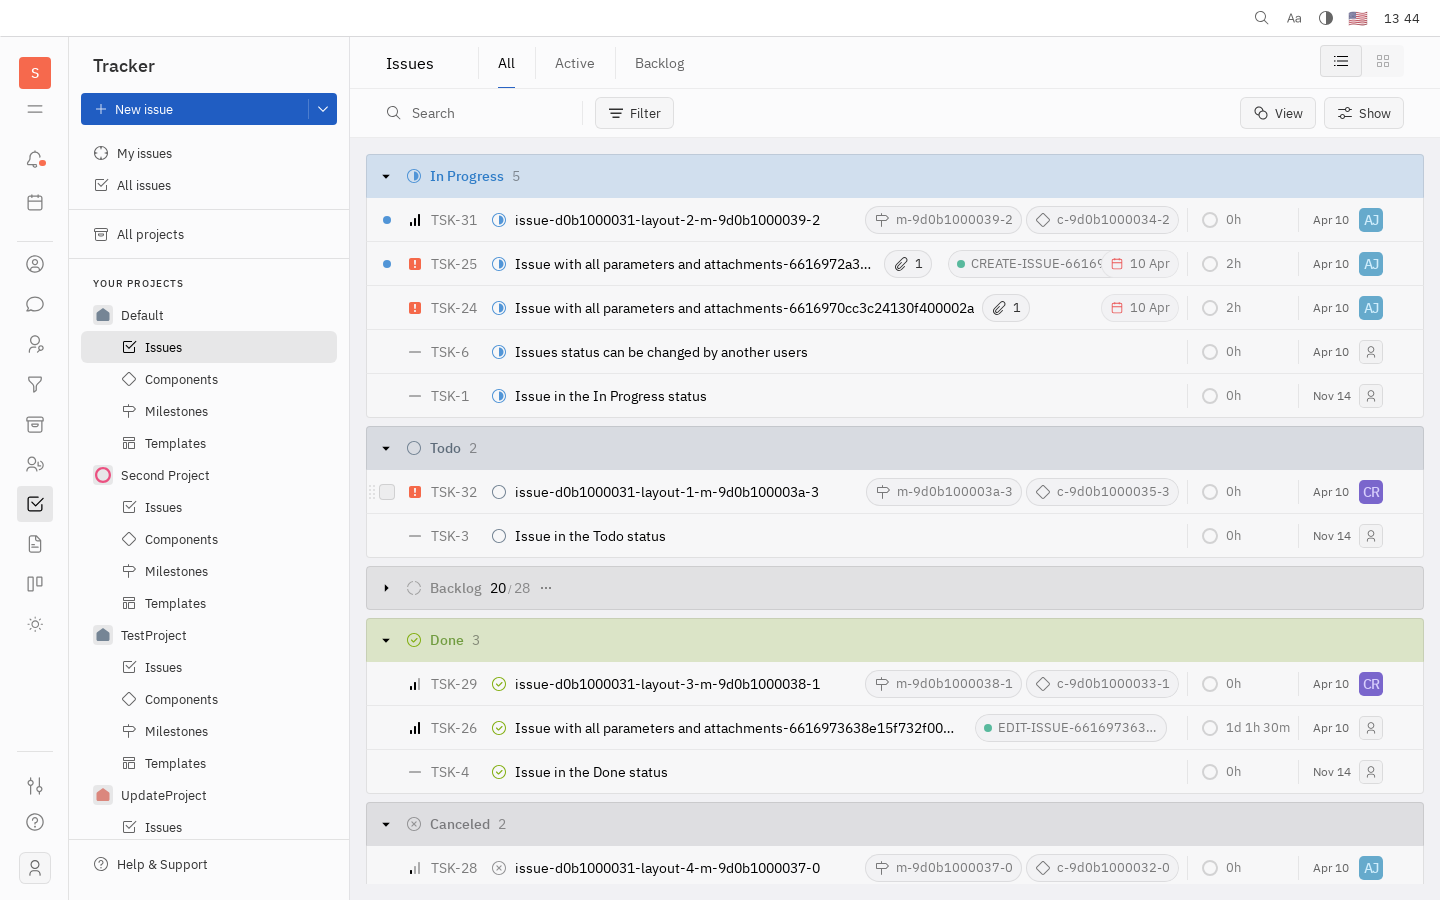 Aa 13 44
S
Tracker
New issue
My issues
All issues
All projects
YOUR PROJECTS
Default
Issues
Components
Milestones
Templates
Second Project
Issues
Components
Milestones
Templates
TestProject
Issues
Components
Milestones
Templates
UpdateProject
Issues
Help & Support
Issues All Active Backlog
Search Filter View Show
In Progress 5
TSK-31 issue-d0b1000031-layout-2-m-9d0b1000039-2 m-9d0b1000039-2 c-9d0b1000034-2 0h Apr 10 AJ
TSK-25 Issue with all parameters and attachments-6616972a3... 1 CREATE-ISSUE-66169 10 Apr 2h Apr 10 AJ
TSK-24 Issue with all parameters and attachments-6616970cc3c24130f400002a 1 10 Apr 2h Apr 10 AJ
TSK-6 Issues status can be changed by another users 0h Apr 10
TSK-1 Issue in the In Progress status 0h Nov 14
Todo 2
TSK-32 issue-d0b1000031-layout-1-m-9d0b100003a-3 m-9d0b100003a-3 c-9d0b1000035-3 0h Apr 10 CR
TSK-3 Issue in the Todo status 0h Nov 14
Backlog 20/28 ...
Done 3
TSK-29 issue-d0b1000031-layout-3-m-9d0b1000038-1 m-9d0b1000038-1 c-9d0b1000033-1 0h Apr 10 CR
TSK-26 Issue with all parameters and attachments-6616973638e15f732f00... EDIT-ISSUE-661697363... 1d 1h 30m Apr 10
TSK-4 Issue in the Done status 0h Nov 14
Canceled 2
TSK-28 issue-d0b1000031-layout-4-m-9d0b1000037-0 m-9d0b1000037-0 c-9d0b1000032-0 0h Apr 10 AJ